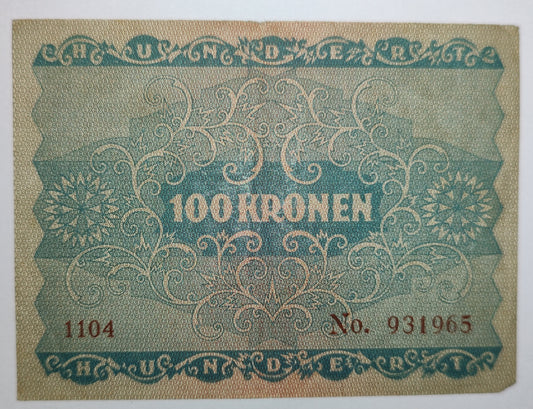 HUNDERT
100 KRONEN
1104 No. 931965
HUNDERT